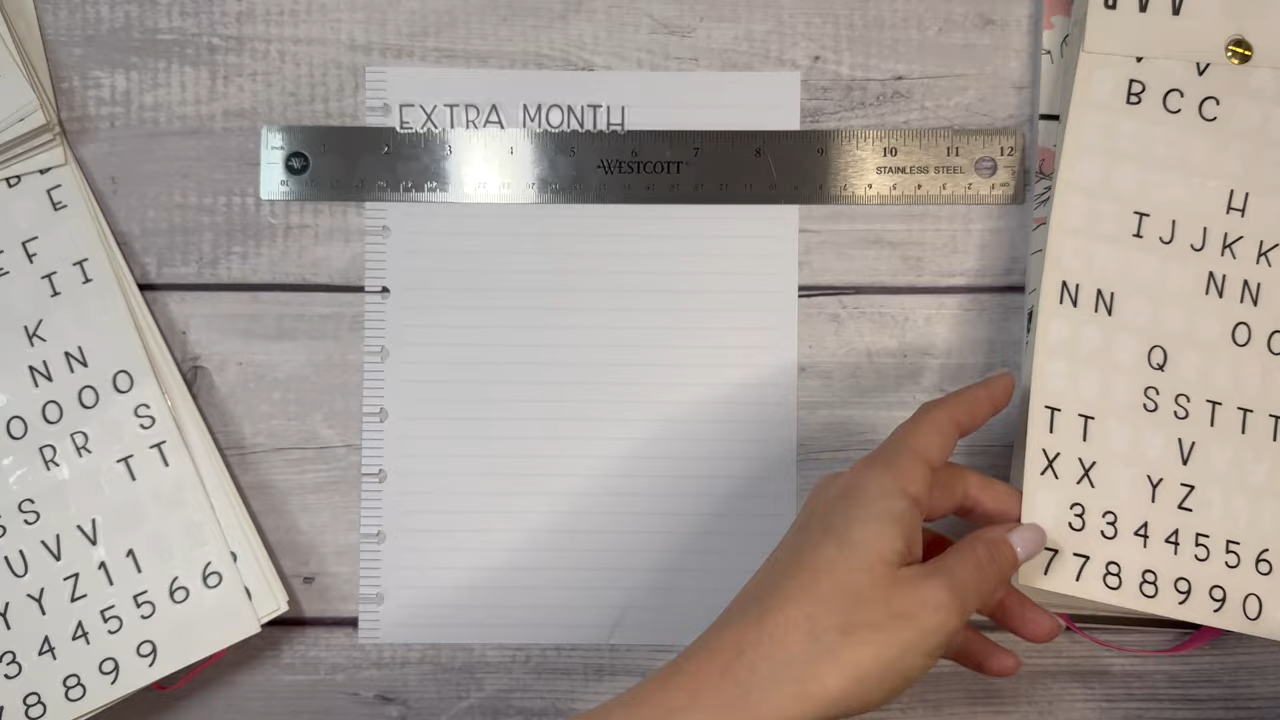 EXTRA MONTH
Inch 1 2 3 4 5 6 7 8 9 10 11 12
W WESTCOTT® STAINLESS STEEL
E
E F
I I
K
N N
O O O O
R R S
T T
S S
U V V
Y Y Z 1 1
3 4 4 5 5 6 6
8 8 9 9
B C C
H
I J J K K
N N N N
O O
Q
S S T T T
T T
V
X X
Y Z
3 3 4 4 5 5 6
7 7 8 8 9 9 0